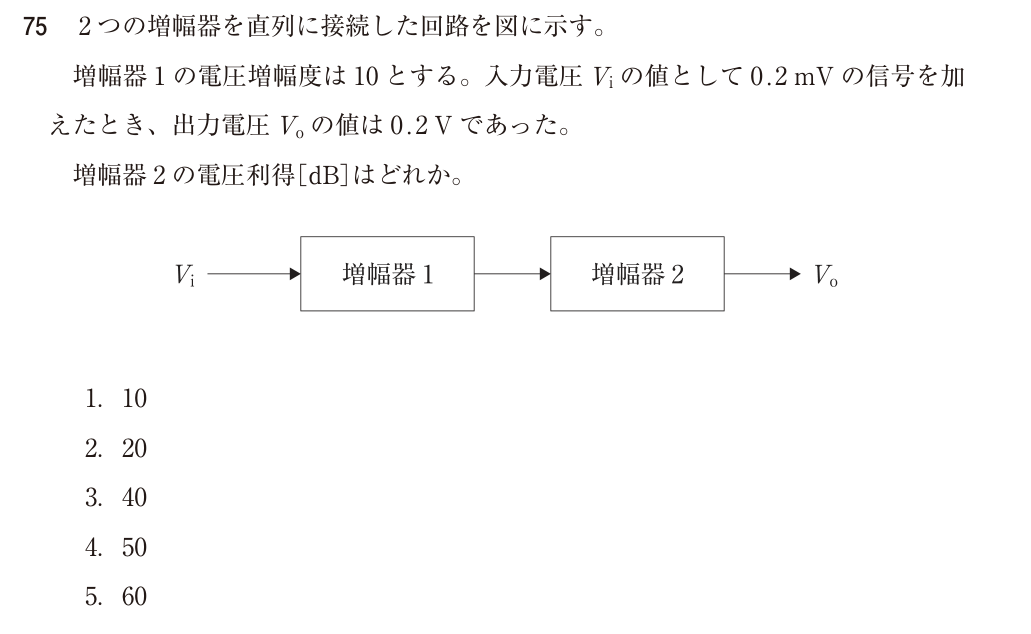 75 2つの増幅器を直列に接続した回路を図に示す。
増幅器1の電圧増幅度は10とする。入力電圧 Viの値として0.2 mVの信号を加
えたとき、出力電圧 Voの値は0.2 Vであった。
増幅器2の電圧利得[dB]はどれか。
Vi 増幅器1 増幅器2 Vo
1. 10
2. 20
3. 40
4. 50
5. 60